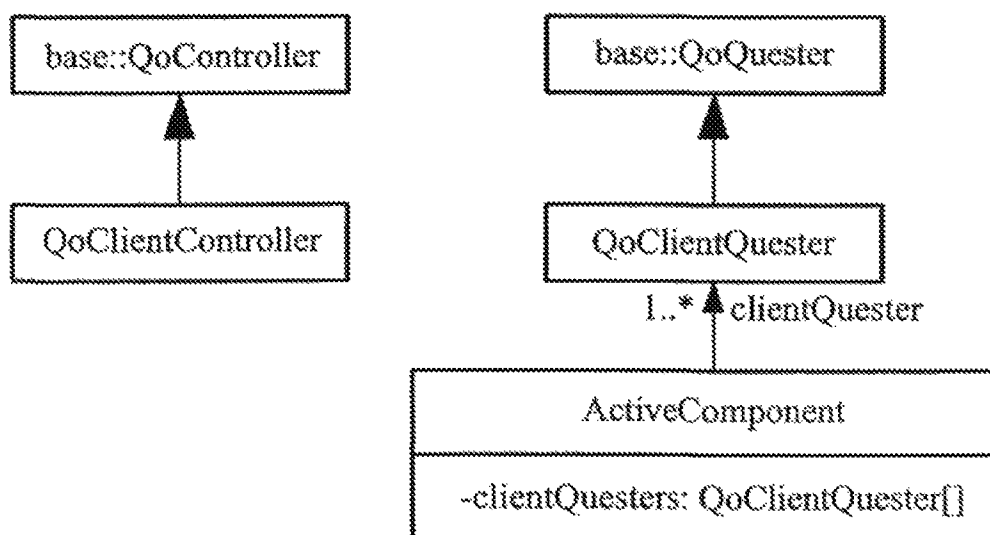 base::QoController
base::QoQuester
QoClientController
QoClientQuester
1..* clientQuester
ActiveComponent
-clientQuesters: QoClientQuester[]